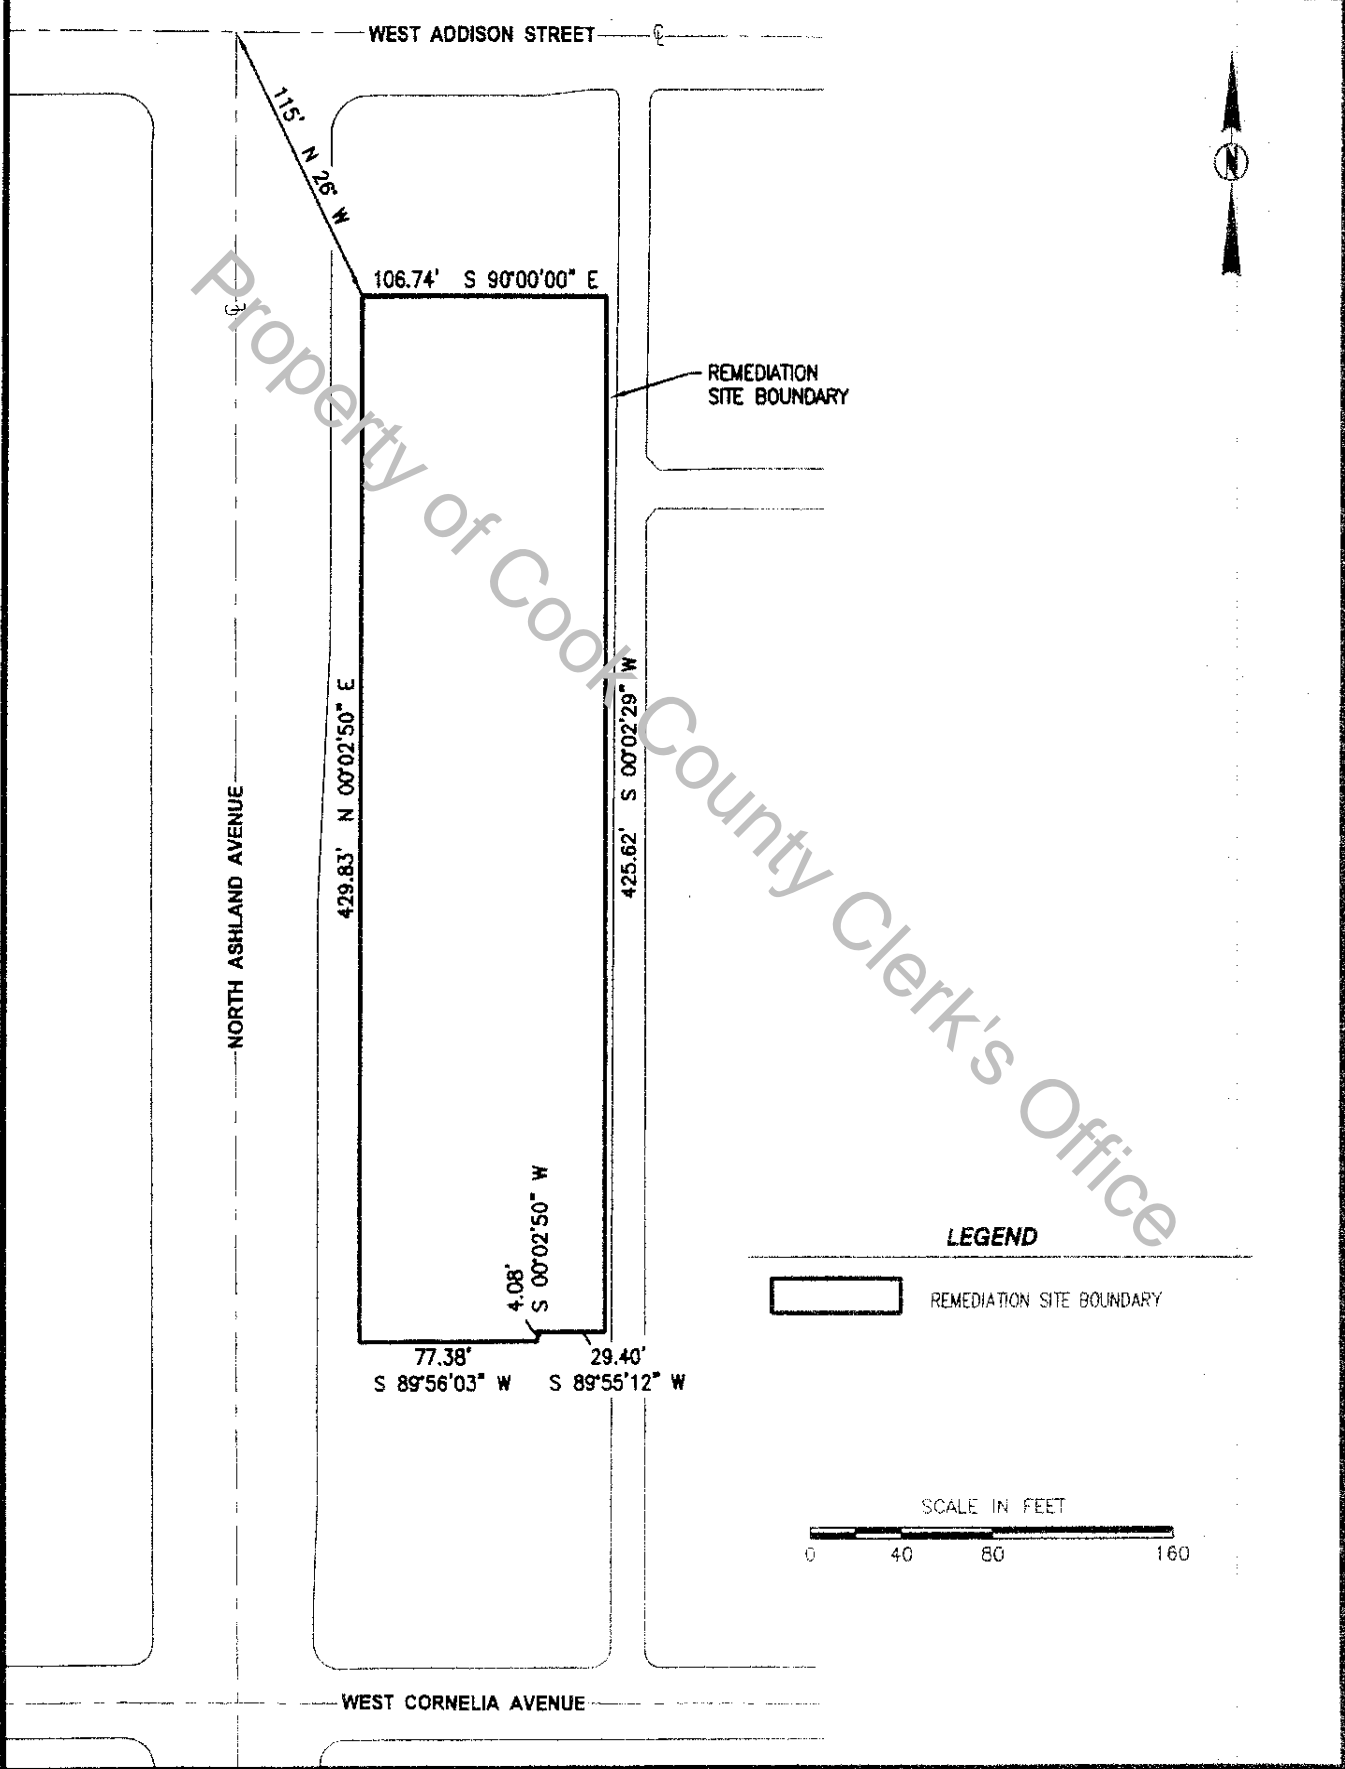 WEST ADDISON STREET
℄
115' N 26° W
N
106.74' S 90°00'00" E
℄
REMEDIATION
SITE BOUNDARY
Property of Cook County Clerk's Office
429.83' N 00°02'50" E
425.62' S 00°02'29" W
NORTH ASHLAND AVENUE
4.08'
S 00°02'50" W
77.38'
S 89°56'03" W
29.40'
S 89°55'12" W
LEGEND
REMEDIATION SITE BOUNDARY
SCALE IN FEET
0 40 80 160
WEST CORNELIA AVENUE